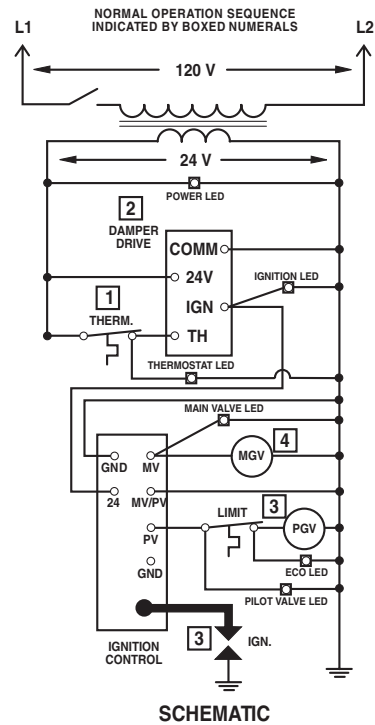 NORMAL OPERATION SEQUENCE
INDICATED BY BOXED NUMERALS
L1
L2
120 V
24 V
POWER LED
2
DAMPER
DRIVE
COMM
24V
IGN
TH
IGNITION LED
1
THERM.
THERMOSTAT LED
MAIN VALVE LED
GND
MV
MGV
4
24
MV/PV
LIMIT
3
PV
PGV
GND
ECO LED
PILOT VALVE LED
IGNITION
CONTROL
3
IGN.
SCHEMATIC